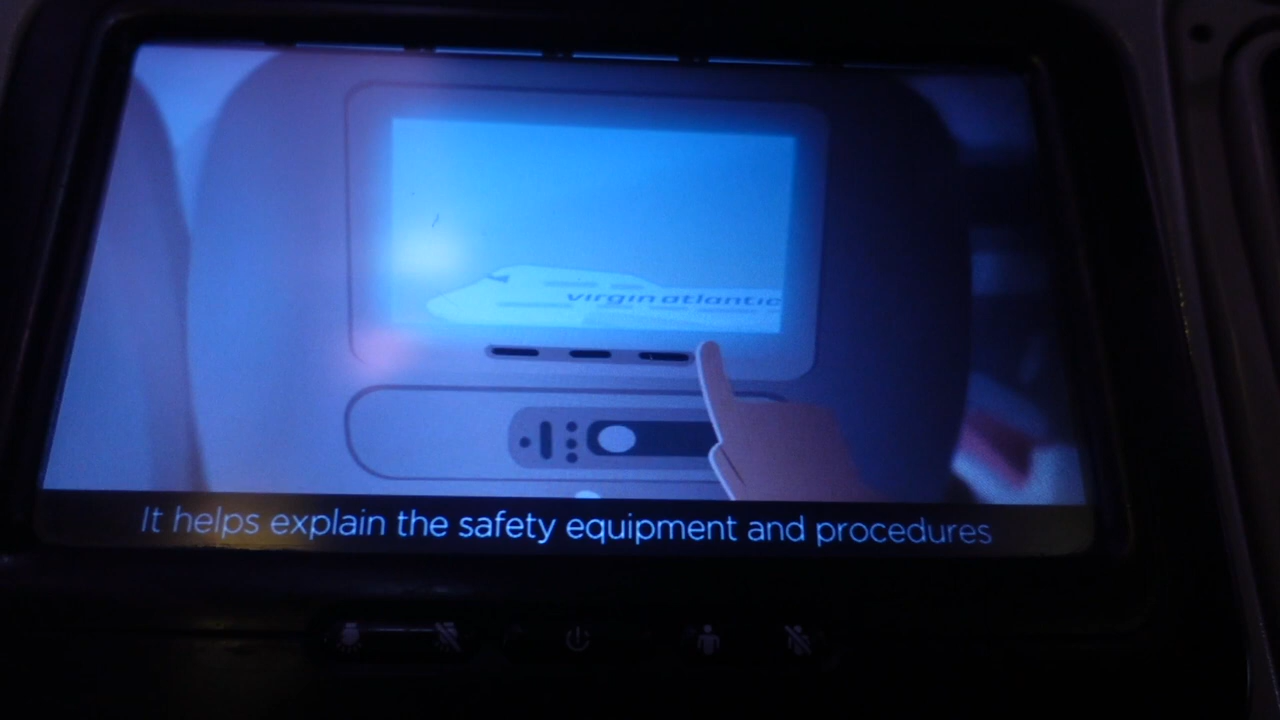 virgin atlantic
It helps explain the safety equipment and procedures